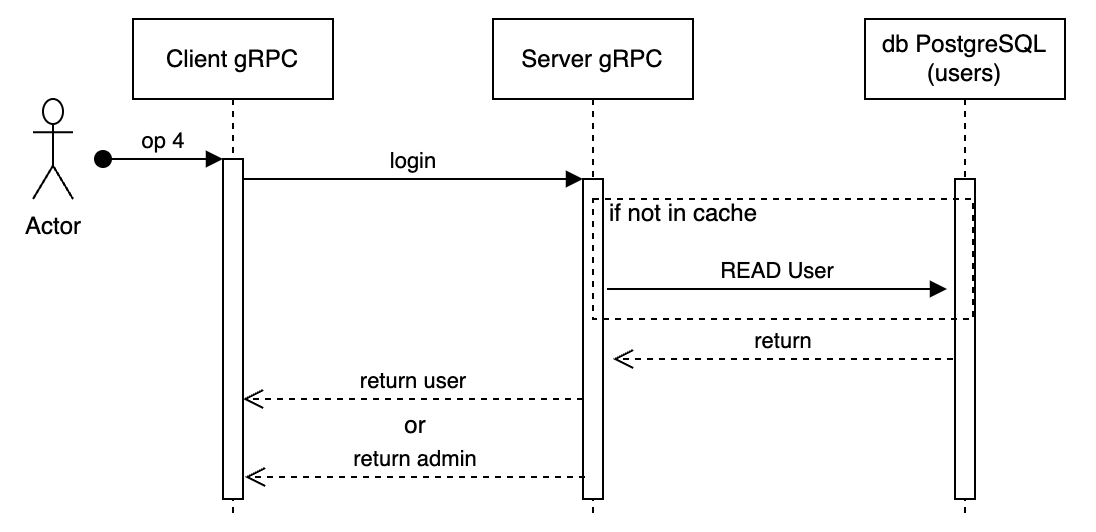 Client gRPC
Server gRPC
db PostgreSQL
(users)
op 4
login
Actor
if not in cache
READ User
return
return user
or
return admin